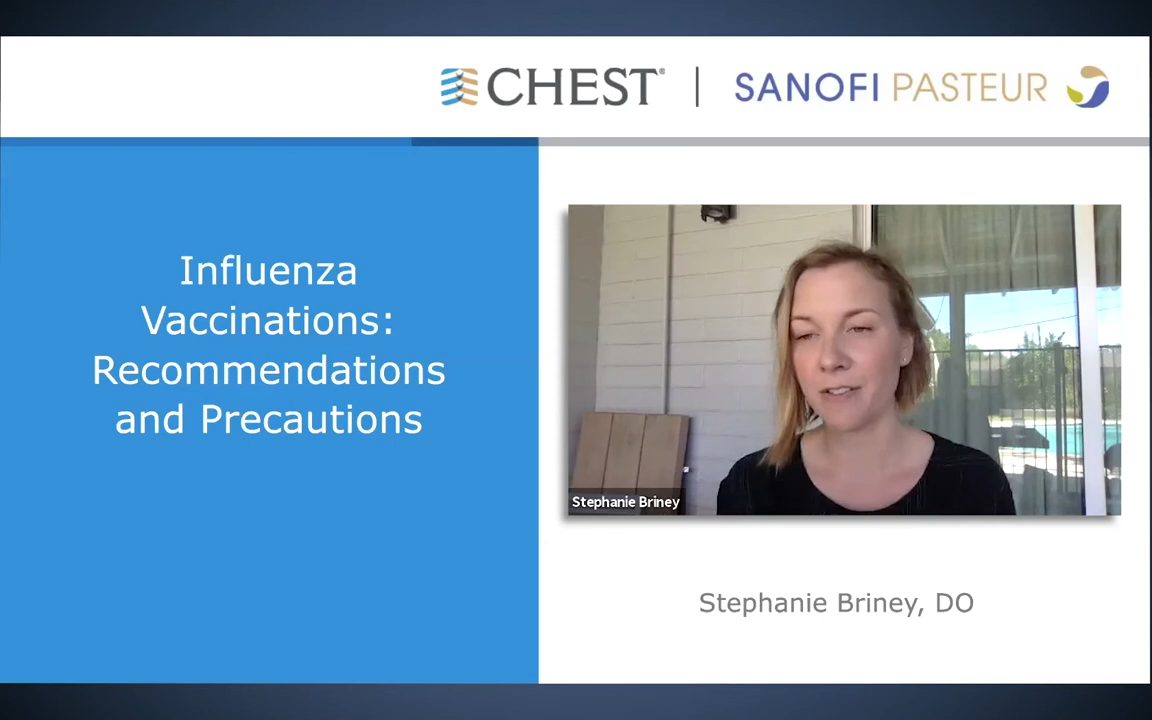 CHEST® | SANOFI PASTEUR
Influenza
Vaccinations:
Recommendations
and Precautions
Stephanie Briney
Stephanie Briney, DO